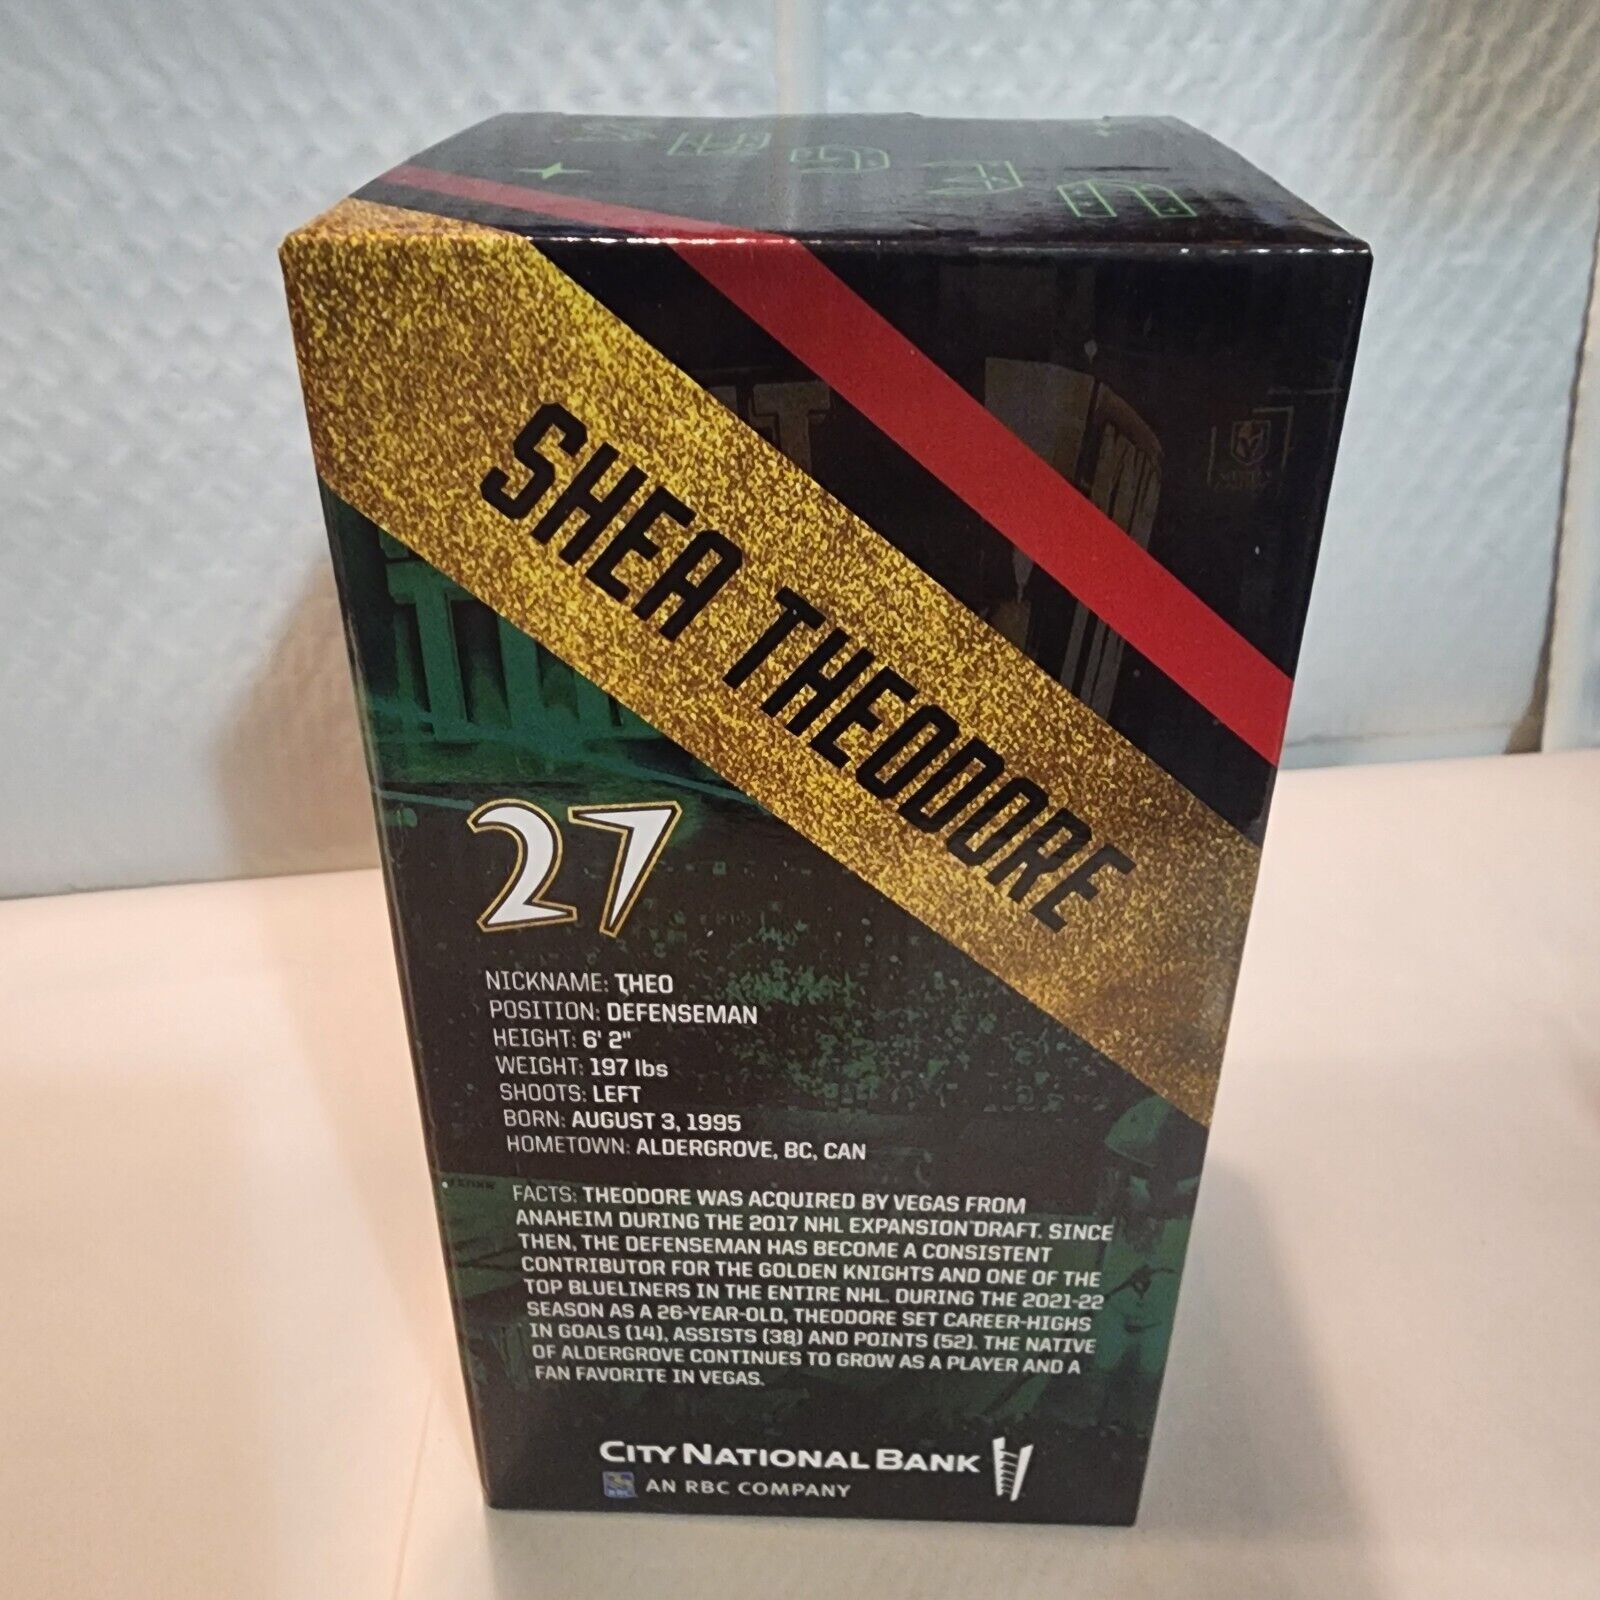 VEGAS
SHEA THEODORE
27
NICKNAME: THEO
POSITION: DEFENSEMAN
HEIGHT: 6' 2"
WEIGHT: 197 lbs
SHOOTS: LEFT
BORN: AUGUST 3, 1995
HOMETOWN: ALDERGROVE, BC, CAN
FACTS: THEODORE WAS ACQUIRED BY VEGAS FROM
ANAHEIM DURING THE 2017 NHL EXPANSION DRAFT. SINCE
THEN, THE DEFENSEMAN HAS BECOME A CONSISTENT
CONTRIBUTOR FOR THE GOLDEN KNIGHTS AND ONE OF THE
TOP BLUELINERS IN THE ENTIRE NHL. DURING THE 2021-22
SEASON AS A 26-YEAR-OLD, THEODORE SET CAREER-HIGHS
IN GOALS (14), ASSISTS (38) AND POINTS (52). THE NATIVE
OF ALDERGROVE CONTINUES TO GROW AS A PLAYER AND A
FAN FAVORITE IN VEGAS.
CITY NATIONAL BANK
RBC AN RBC COMPANY